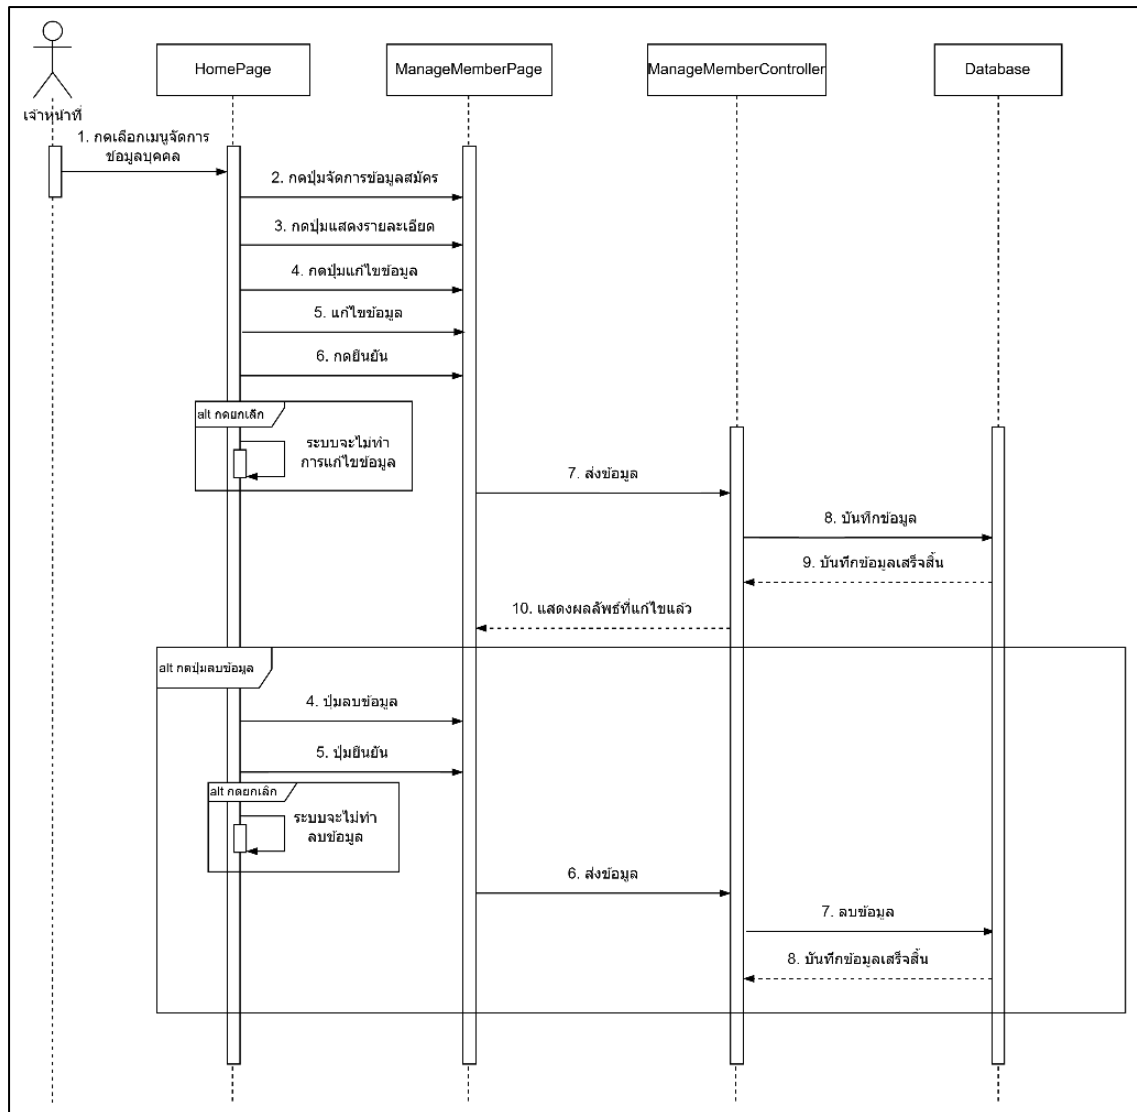 HomePage
ManageMemberPage
ManageMemberController
Database
เจ้าหน้าที่
1. กดเลือกเมนูจัดการ
ข้อมูลบุคคล
2. กดปุ่มจัดการข้อมูลสมัคร
3. กดปุ่มแสดงรายละเอียด
4. กดปุ่มแก้ไขข้อมูล
5. แก้ไขข้อมูล
6. กดยืนยัน
alt กดยกเลิก
ระบบจะไม่ทำ
การแก้ไขข้อมูล
7. ส่งข้อมูล
8. บันทึกข้อมูล
9. บันทึกข้อมูลเสร็จสิ้น
10. แสดงผลลัพธ์ที่แก้ไขแล้ว
alt กดปุ่มลบข้อมูล
4. ปุ่มลบข้อมูล
5. ปุ่มยืนยัน
alt กดยกเลิก
ระบบจะไม่ทำ
ลบข้อมูล
6. ส่งข้อมูล
7. ลบข้อมูล
8. บันทึกข้อมูลเสร็จสิ้น